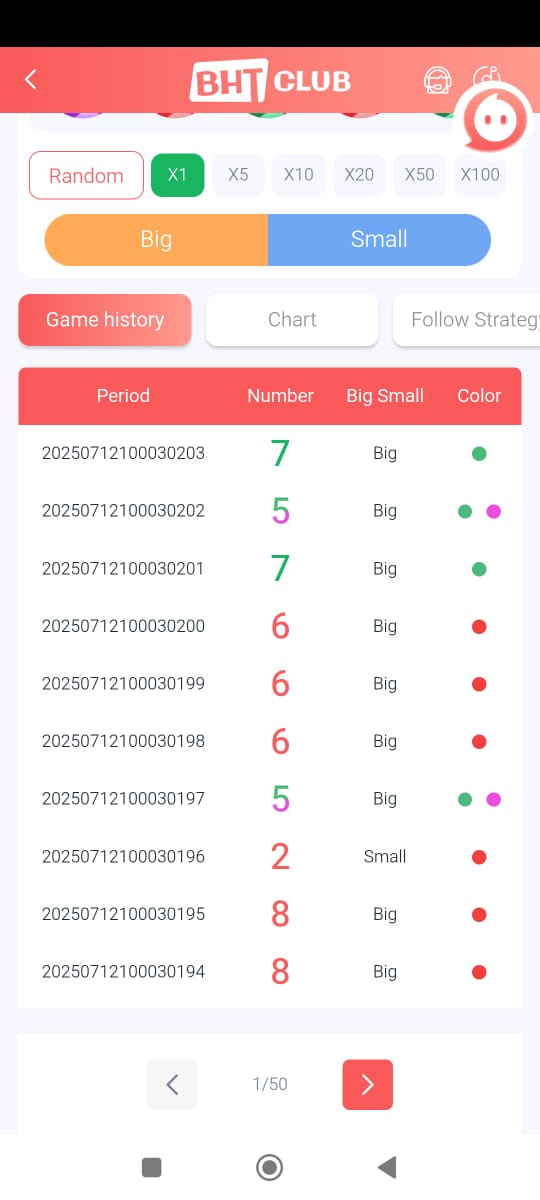 BHT CLUB
Random X1 X5 X10 X20 X50 X100
Big Small
Game history Chart Follow Strategy
Period Number Big Small Color
20250712100030203 7 Big
20250712100030202 5 Big
20250712100030201 7 Big
20250712100030200 6 Big
20250712100030199 6 Big
20250712100030198 6 Big
20250712100030197 5 Big
20250712100030196 2 Small
20250712100030195 8 Big
20250712100030194 8 Big
1/50